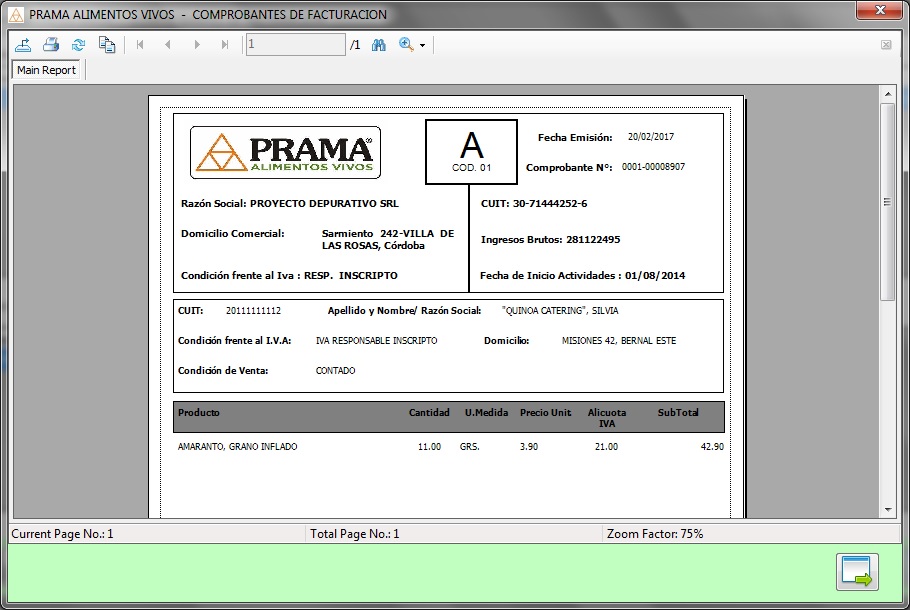 PRAMA ALIMENTOS VIVOS - COMPROBANTES DE FACTURACION
1 /1
Main Report
PRAMA®
ALIMENTOS VIVOS
A
COD. 01
Fecha Emisión: 20/02/2017
Comprobante Nº: 0001-00008907
Razón Social: PROYECTO DEPURATIVO SRL
CUIT: 30-71444252-6
Domicilio Comercial: Sarmiento 242-VILLA DE
LAS ROSAS, Córdoba
Ingresos Brutos: 281122495
Condición frente al Iva : RESP. INSCRIPTO
Fecha de Inicio Actividades : 01/08/2014
CUIT: 20111111112 Apellido y Nombre/ Razón Social: "QUINOA CATERING", SILVIA
Condición frente al I.V.A: IVA RESPONSABLE INSCRIPTO Domicilio: MISIONES 42, BERNAL ESTE
Condición de Venta: CONTADO
Producto Cantidad U.Medida Precio Unit Alicuota IVA SubTotal
AMARANTO, GRANO INFLADO 11.00 GRS. 3.90 21.00 42.90
Current Page No.: 1 Total Page No.: 1 Zoom Factor: 75%